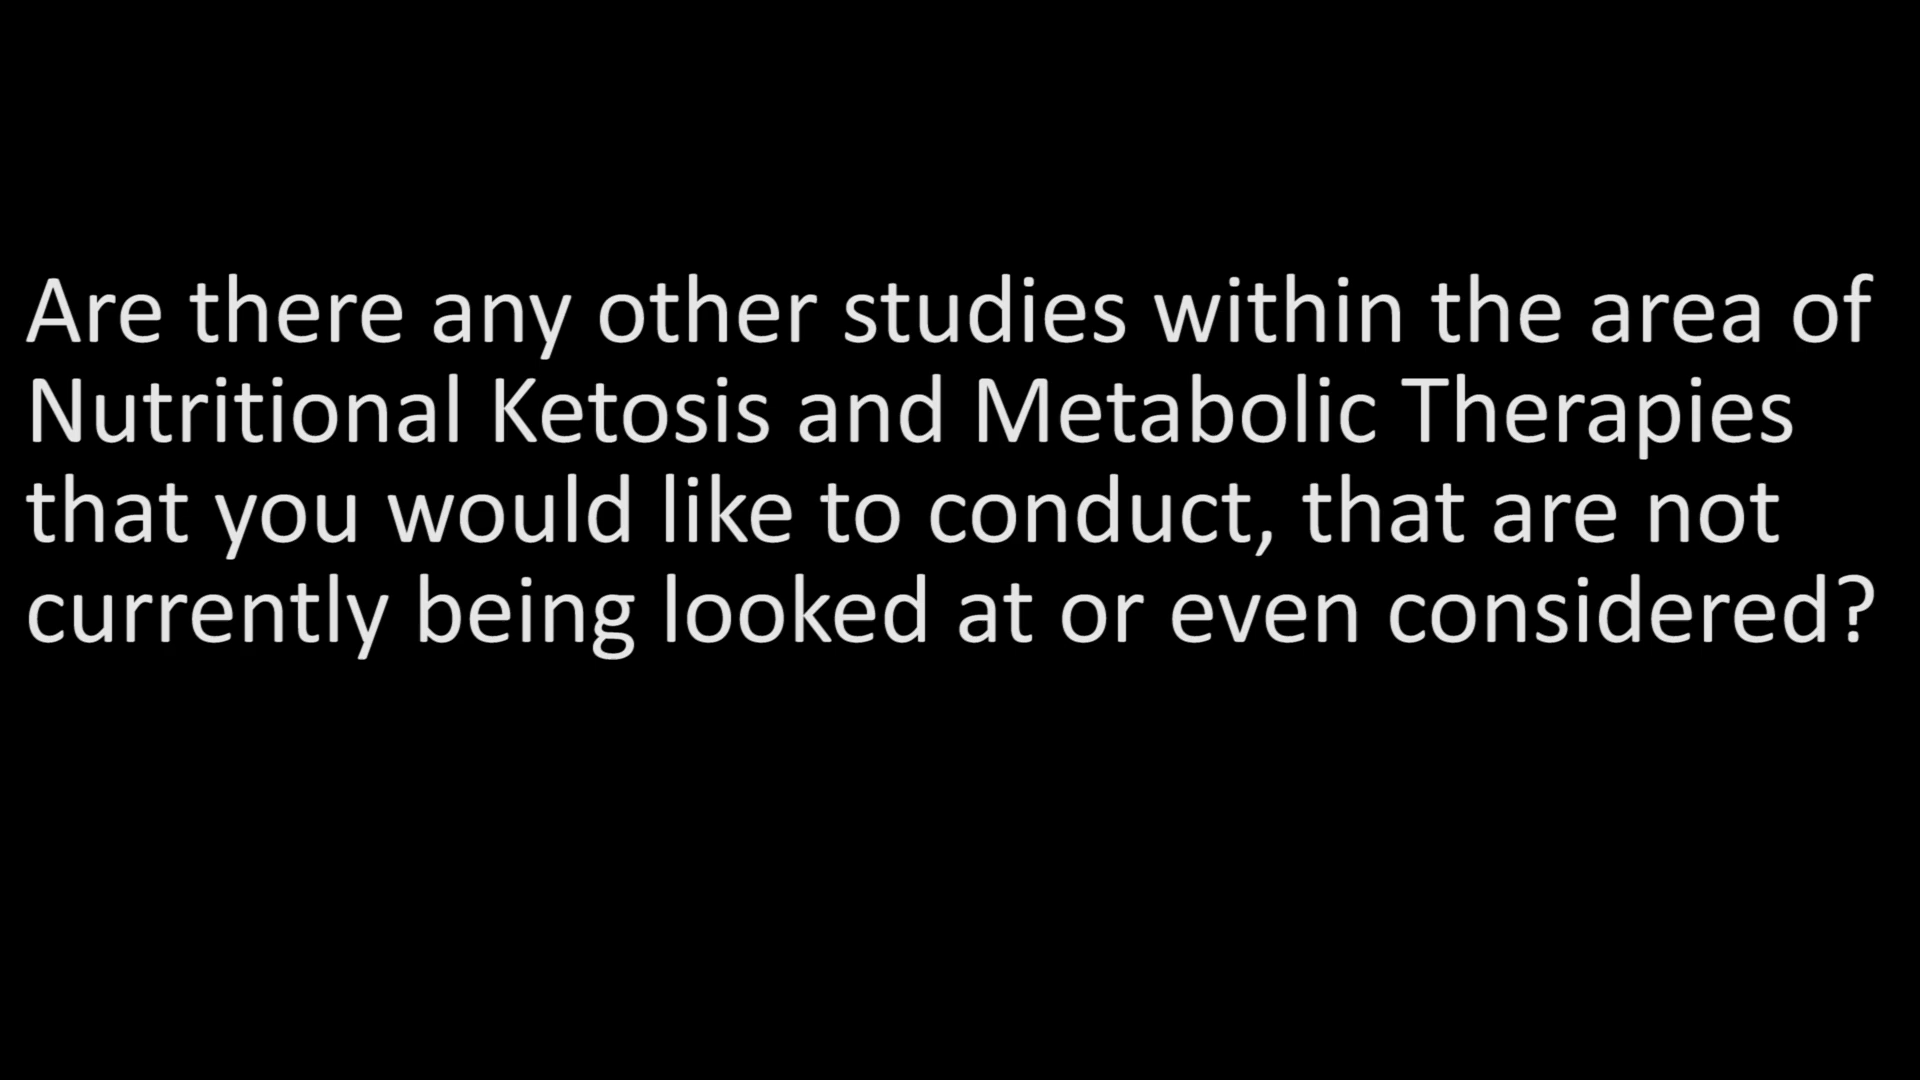 Are there any other studies within the area of
Nutritional Ketosis and Metabolic Therapies
that you would like to conduct, that are not
currently being looked at or even considered?